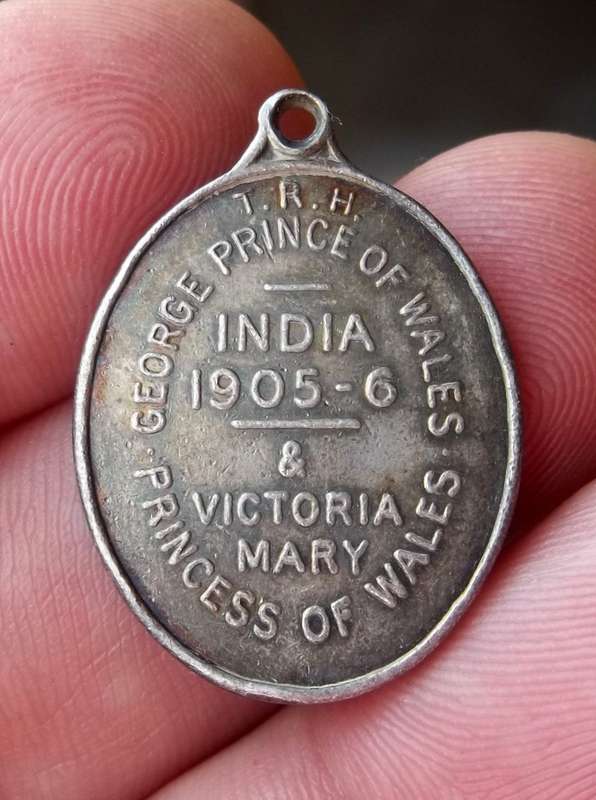 T.R.H.
GEORGE PRINCE OF WALES
INDIA
1905-6
&
VICTORIA
MARY
PRINCESS OF WALES